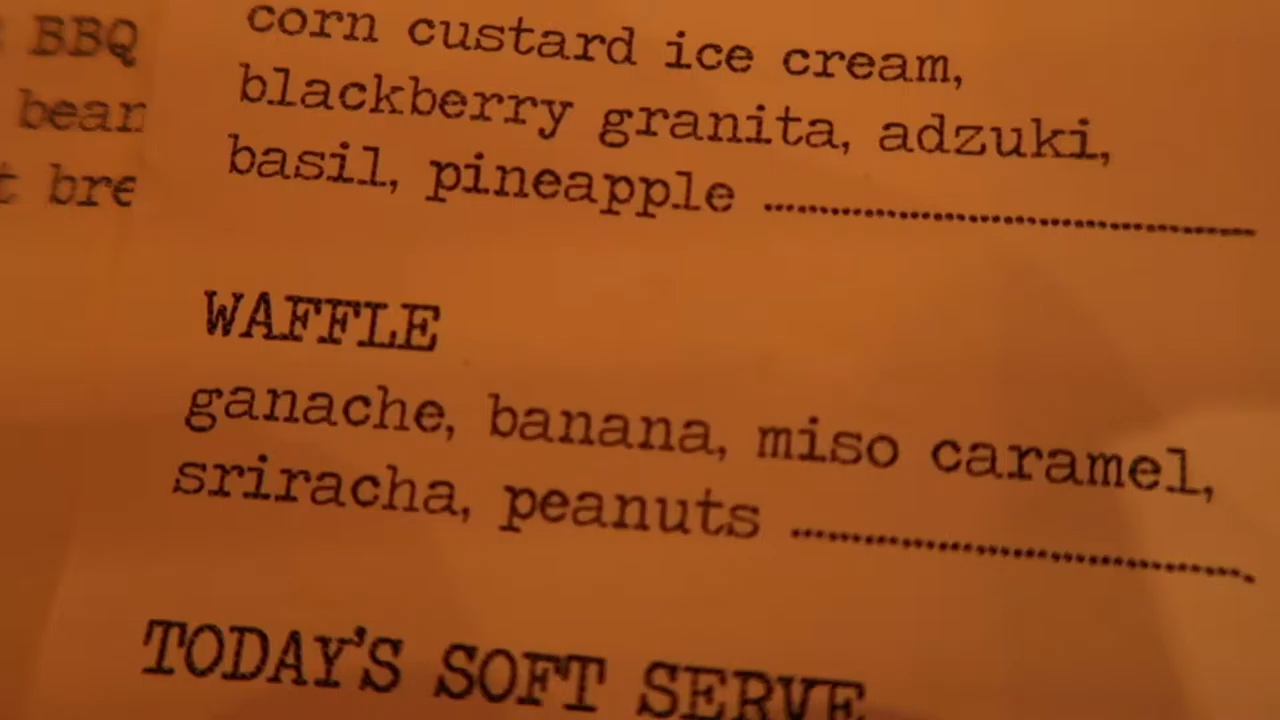 BBQ
corn custard ice cream,
blackberry granita, adzuki,
basil, pineapple
WAFFLE
ganache, banana, miso caramel,
sriracha, peanuts
TODAY'S SOFT SERVE